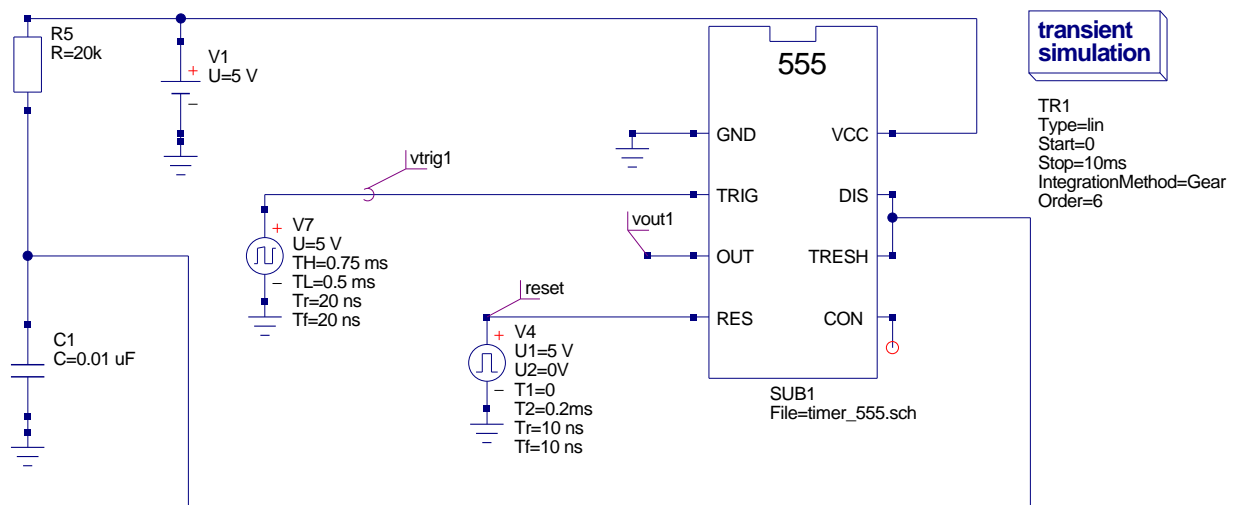 R5
R=20k
V1
U=5 V
+
−
555
GND
VCC
TRIG
DIS
OUT
TRESH
RES
CON
SUB1
File=timer_555.sch
transient
simulation
TR1
Type=lin
Start=0
Stop=10ms
IntegrationMethod=Gear
Order=6
vtrig1
V7
U=5 V
TH=0.75 ms
TL=0.5 ms
Tr=20 ns
Tf=20 ns
+
−
vout1
reset
V4
U1=5 V
U2=0V
T1=0
T2=0.2ms
Tr=10 ns
Tf=10 ns
+
−
C1
C=0.01 uF